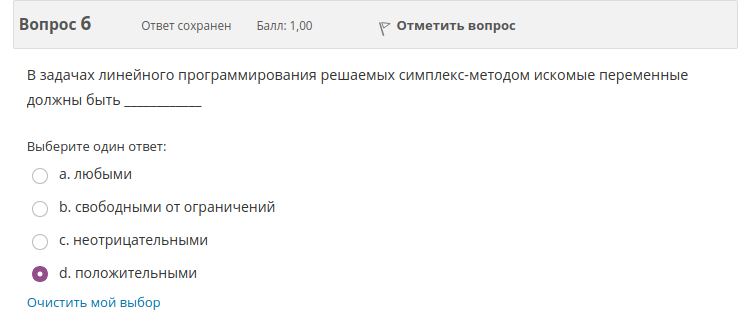 Вопрос 6 Ответ сохранен Балл: 1,00 Отметить вопрос
В задачах линейного программирования решаемых симплекс-методом искомые переменные
должны быть ____________
Выберите один ответ:
a. любыми
b. свободными от ограничений
c. неотрицательными
d. положительными
Очистить мой выбор